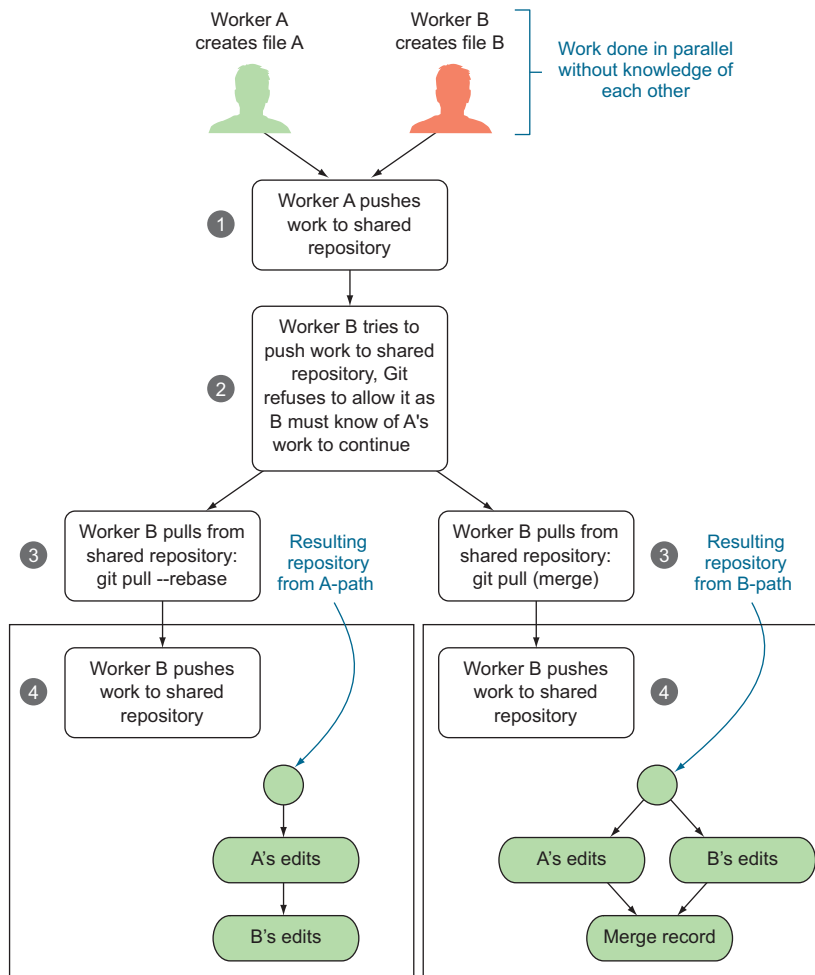 Worker A
creates file A
Worker B
creates file B
Work done in parallel
without knowledge of
each other
1
Worker A pushes
work to shared
repository
2
Worker B tries to
push work to shared
repository, Git
refuses to allow it as
B must know of A's
work to continue
3
Worker B pulls from
shared repository:
git pull --rebase
Resulting
repository
from A-path
Worker B pulls from
shared repository:
git pull (merge)
3
Resulting
repository
from B-path
4
Worker B pushes
work to shared
repository
Worker B pushes
work to shared
repository
4
A's edits
B's edits
A's edits
B's edits
Merge record